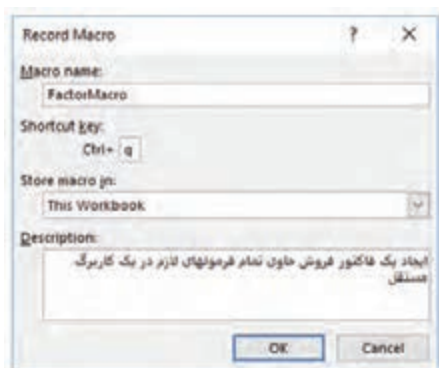 Record Macro ? ×
Macro name:
FactorMacro
Shortcut key:
Ctrl+ q
Store macro in:
This Workbook
Description:
ایجاد یک فاکتور فروش حاوی تمام فرمولهای لازم در یک کاربرگ
مستقل
OK Cancel